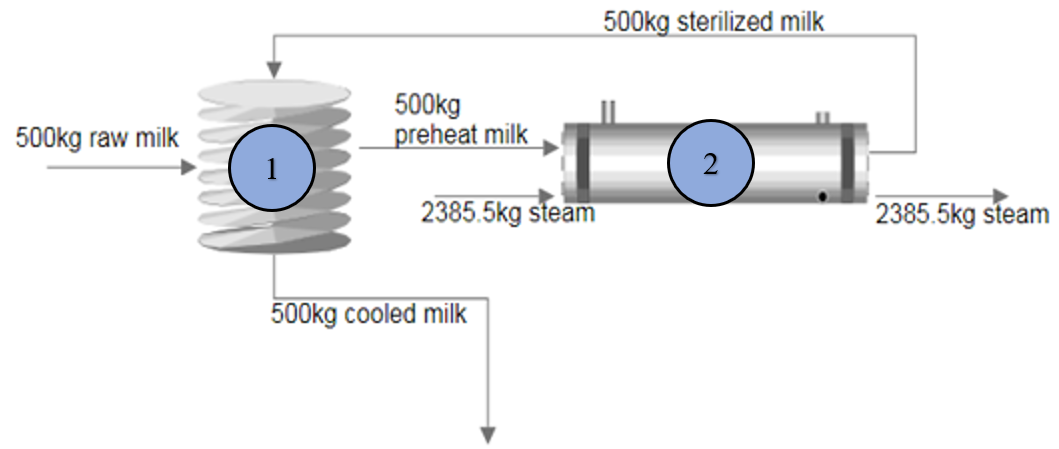 500kg sterilized milk
500kg
preheat milk
500kg raw milk
1
2
2385.5kg steam
2385.5kg steam
500kg cooled milk